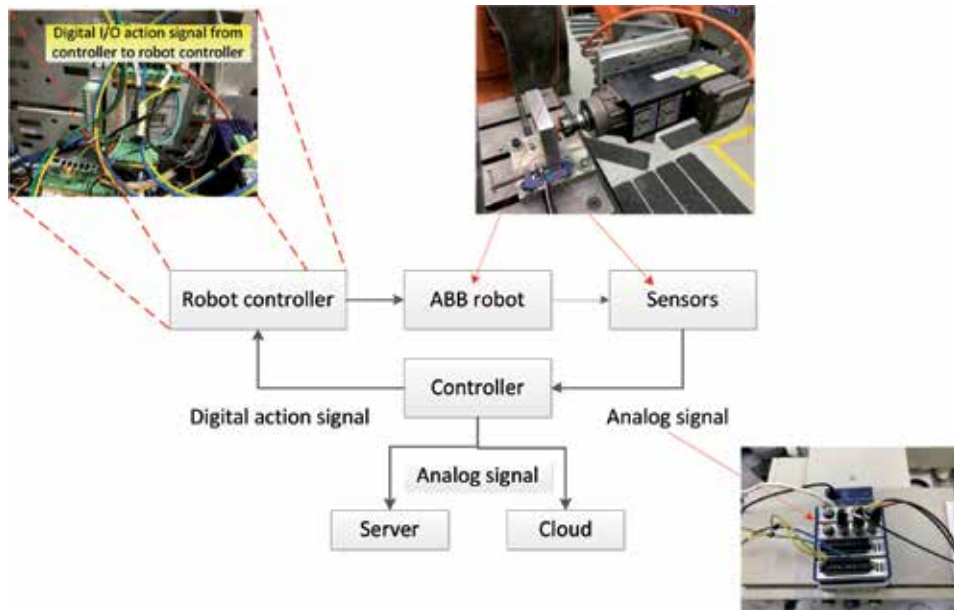 Digital I/O action signal from
controller to robot controller
Robot controller
ABB robot
Sensors
Controller
Digital action signal
Analog signal
Analog signal
Server
Cloud